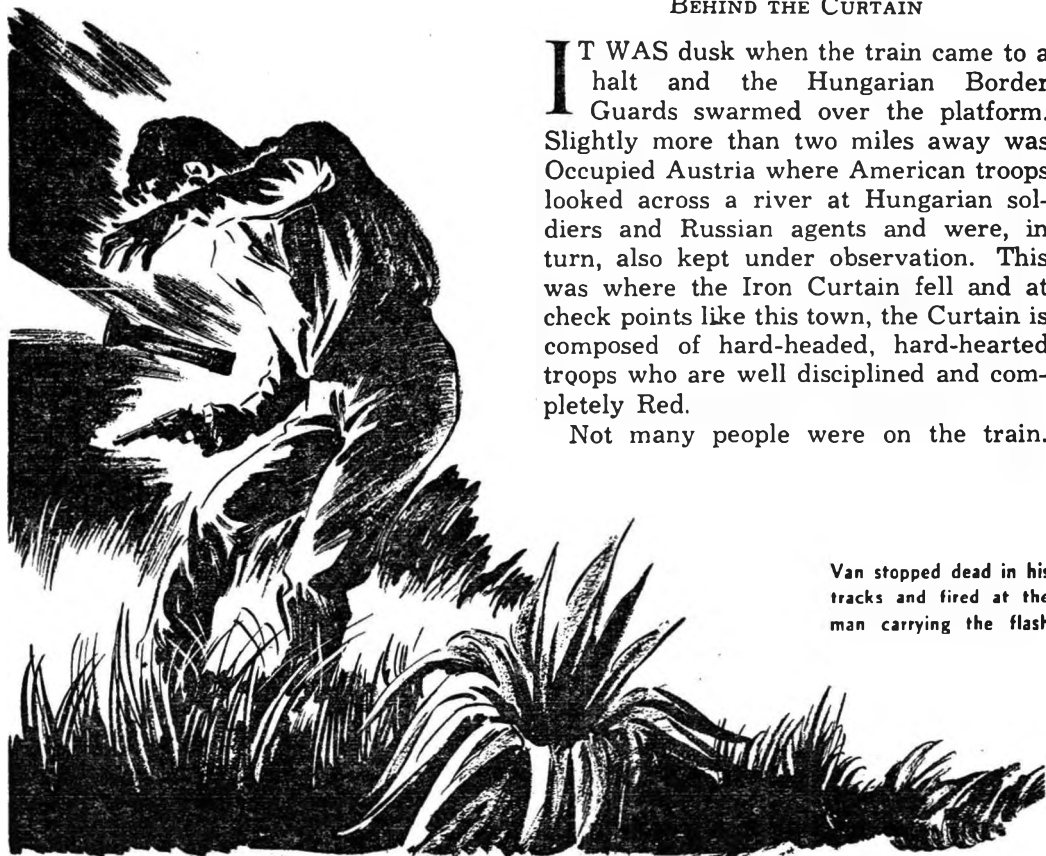 BEHIND THE CURTAIN
IT WAS dusk when the train came to a
halt and the Hungarian Border
Guards swarmed over the platform.
Slightly more than two miles away was
Occupied Austria where American troops
looked across a river at Hungarian sol-
diers and Russian agents and were, in
turn, also kept under observation. This
was where the Iron Curtain fell and at
check points like this town, the Curtain is
composed of hard-headed, hard-hearted
troops who are well disciplined and com-
pletely Red.
Not many people were on the train.
Van stopped dead in his
tracks and fired at the
man carrying the flash